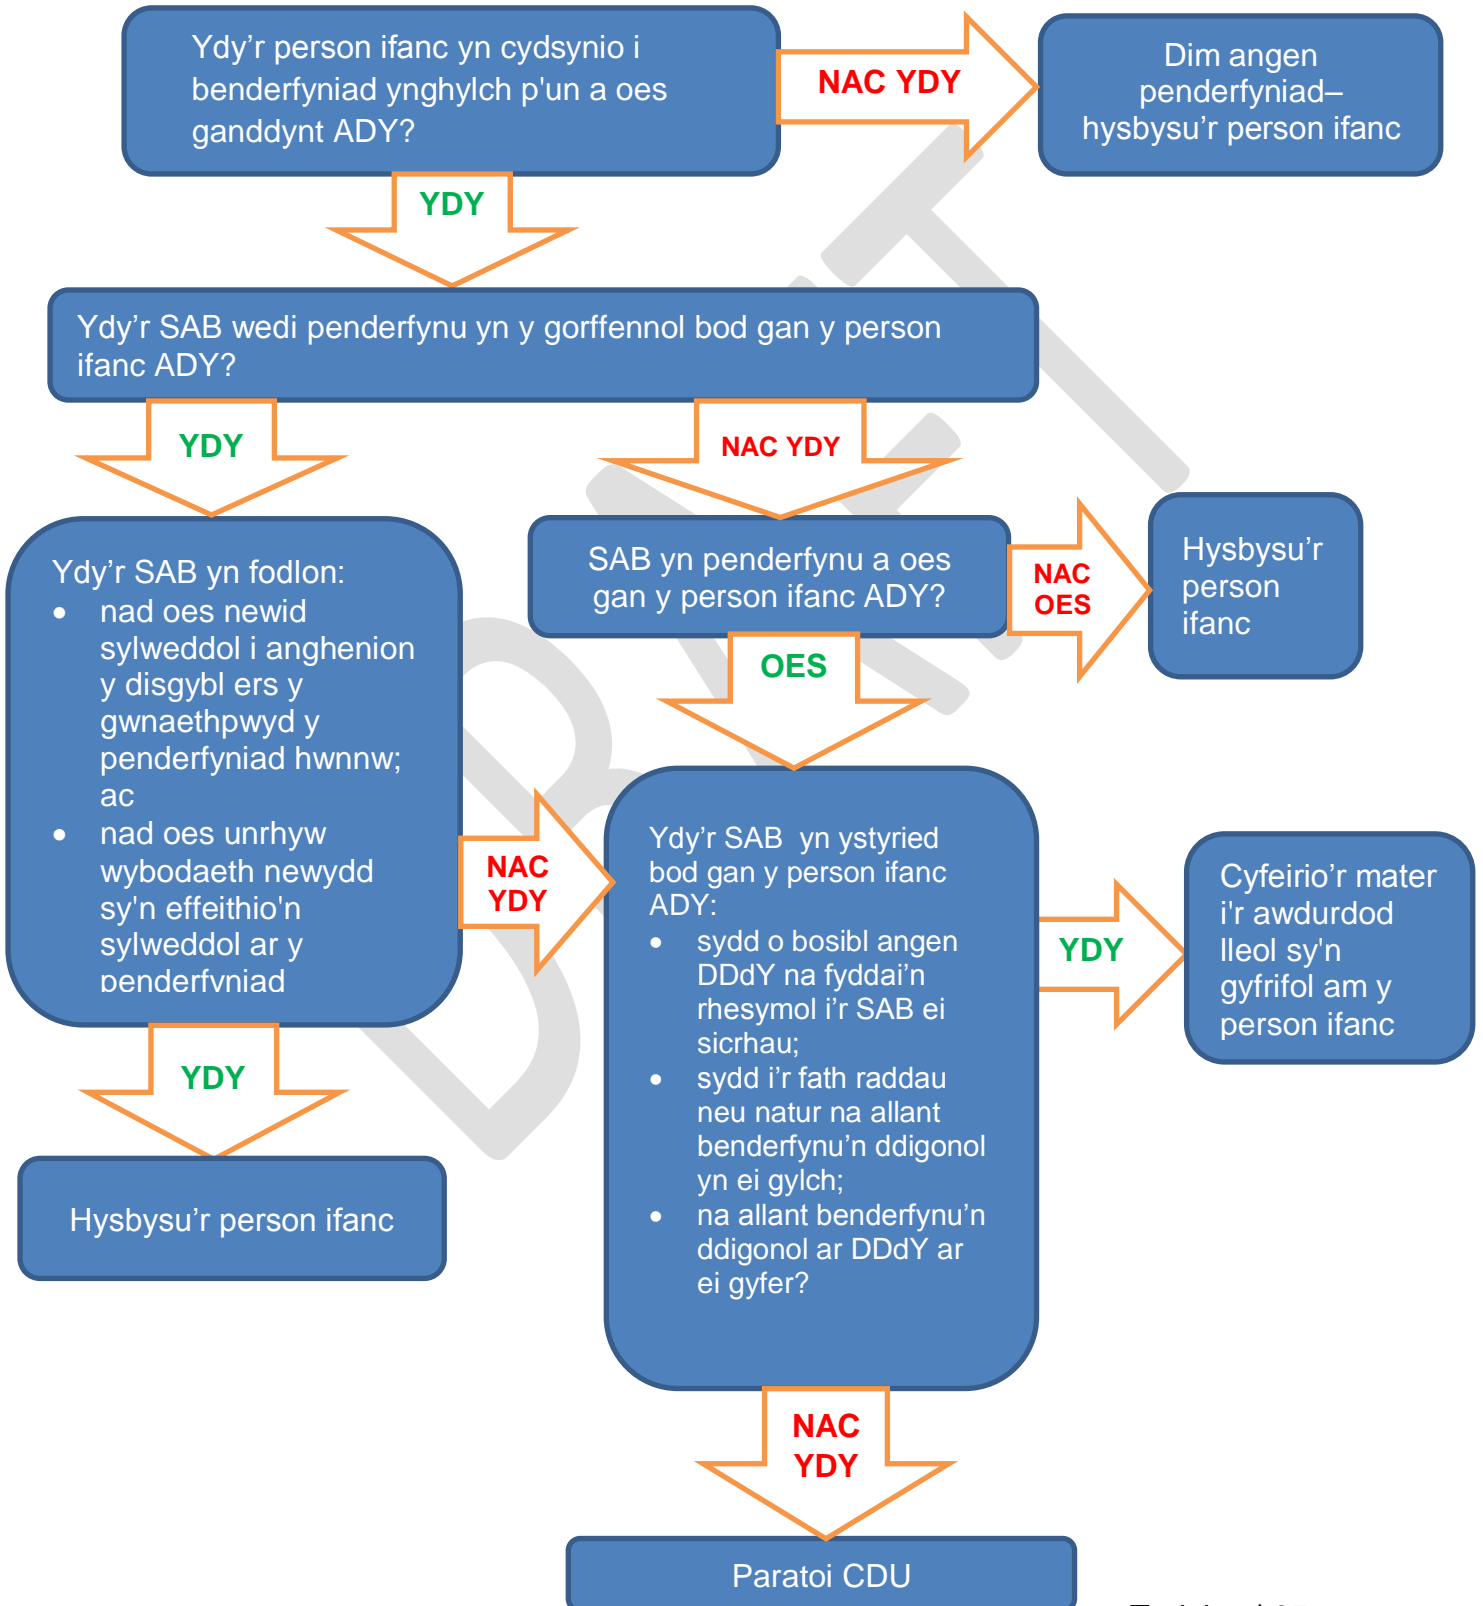 Ydy'r person ifanc yn cydsynio i
benderfyniad ynghylch p'un a oes
ganddynt ADY?
NAC YDY
Dim angen
penderfyniad–
hysbysu'r person ifanc
YDY
Ydy'r SAB wedi penderfynu yn y gorffennol bod gan y person
ifanc ADY?
YDY
NAC YDY
Ydy'r SAB yn fodlon:
• nad oes newid
sylweddol i anghenion
y disgybl ers y
gwnaethpwyd y
penderfyniad hwnnw;
ac
• nad oes unrhyw
wybodaeth newydd
sy'n effeithio'n
sylweddol ar y
penderfyniad
SAB yn penderfynu a oes
gan y person ifanc ADY?
NAC
OES
Hysbysu'r
person
ifanc
OES
NAC
YDY
Ydy'r SAB yn ystyried
bod gan y person ifanc
ADY:
• sydd o bosibl angen
DDdY na fyddai'n
rhesymol i'r SAB ei
sicrhau;
• sydd i'r fath raddau
neu natur na allant
benderfynu'n ddigonol
yn ei gylch;
• na allant benderfynu'n
ddigonol ar DDdY ar
ei gyfer?
YDY
Cyfeirio'r mater
i'r awdurdod
lleol sy'n
gyfrifol am y
person ifanc
YDY
Hysbysu'r person ifanc
NAC
YDY
Paratoi CDU
DRAFT